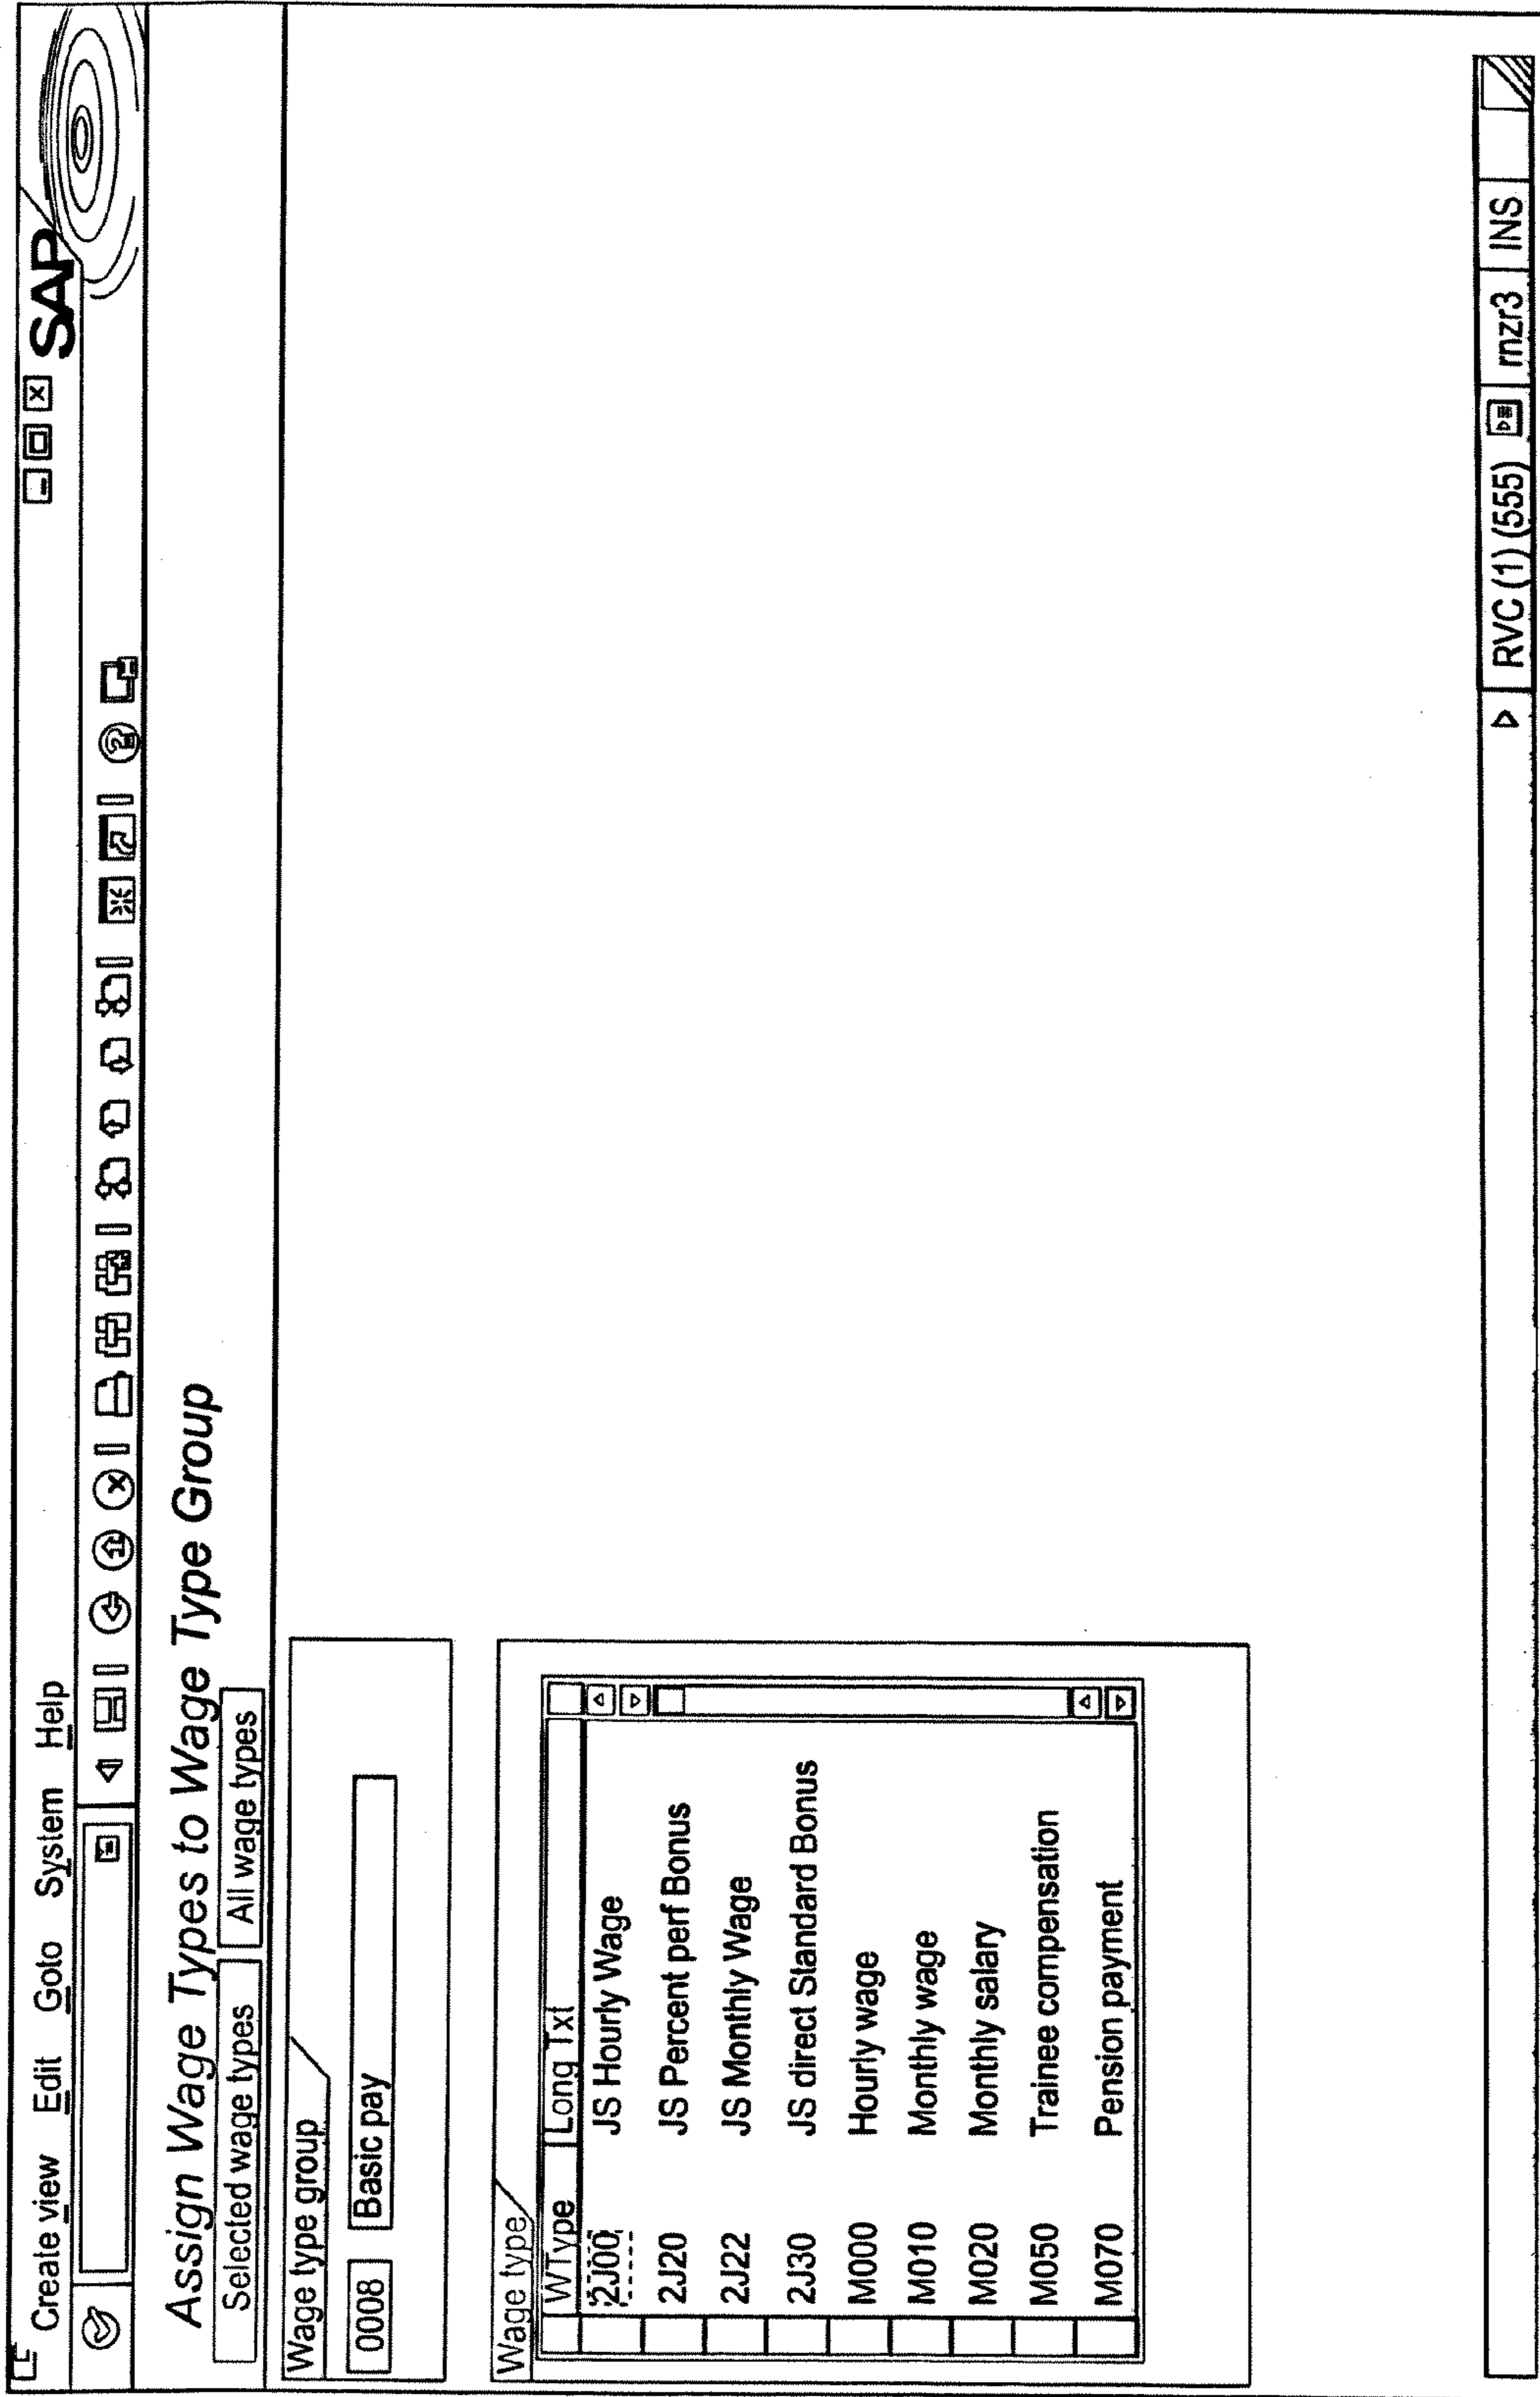 Create view Edit Goto System Help
SAP
Assign Wage Types to Wage Type Group
Selected wage types All wage types
Wage type group
0008 Basic pay
Wage type
WType Long Txt
2J00 JS Hourly Wage
2J20 JS Percent perf Bonus
2J22 JS Monthly Wage
2J30 JS direct Standard Bonus
M000 Hourly wage
M010 Monthly wage
M020 Monthly salary
M050 Trainee compensation
M070 Pension payment
RVC (1) (555) rnzr3 INS